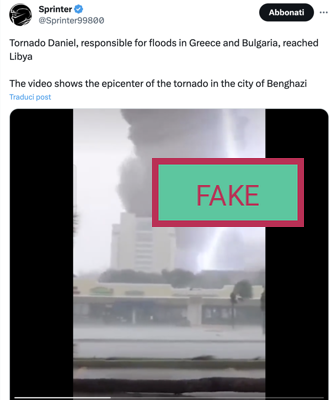 Sprinter
@Sprinter99800
Abbonati
Tornado Daniel, responsible for floods in Greece and Bulgaria, reached
Libya
The video shows the epicenter of the tornado in the city of Benghazi
Traduci post
FAKE